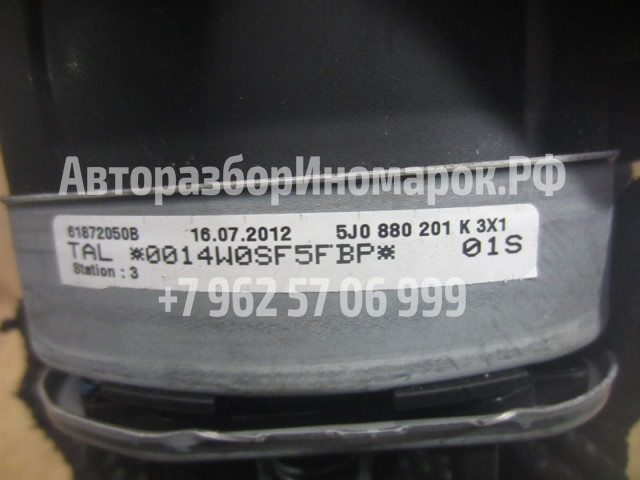 АвторазборИномарок.РФ
61872050B 16.07.2012 5J0 880 201 K 3X1
TAL *0014W0SF5FBP* 01S
Station : 3
+7 962 57 06 999